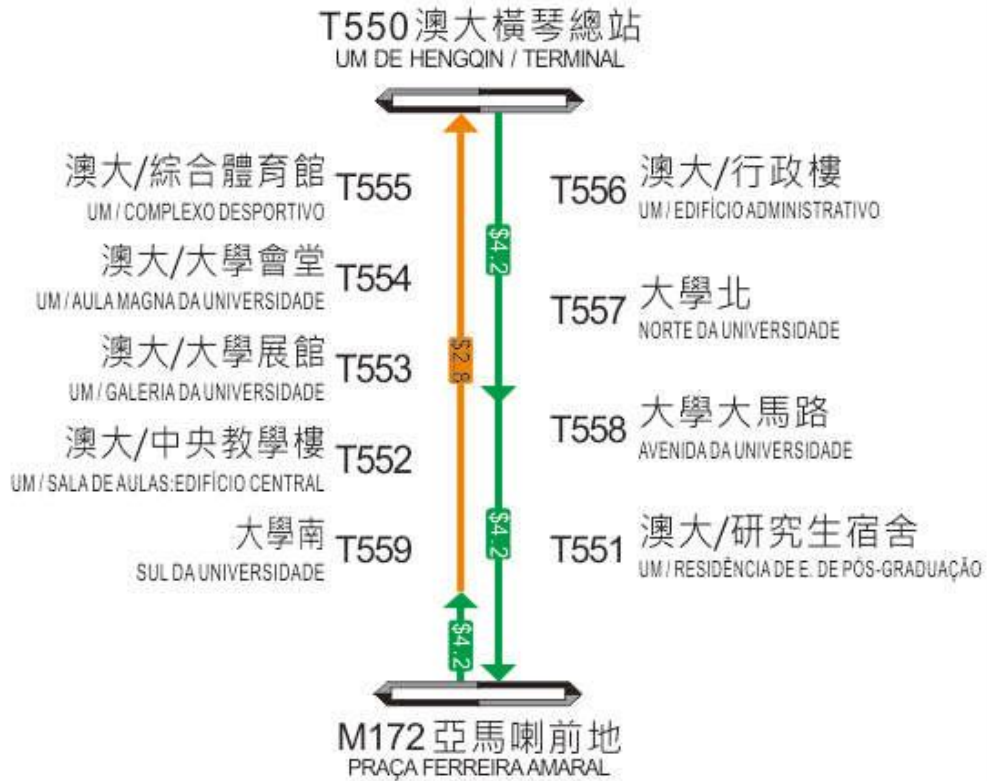 T550 澳大橫琴總站
UM DE HENGQIN / TERMINAL
澳大/綜合體育館 T555
UM / COMPLEXO DESPORTIVO
澳大/大學會堂 T554
UM / AULA MAGNA DA UNIVERSIDADE
澳大/大學展館 T553
UM / GALERIA DA UNIVERSIDADE
澳大/中央教學樓 T552
UM / SALA DE AULAS:EDIFÍCIO CENTRAL
大學南 T559
SUL DA UNIVERSIDADE
$2.8
$4.2
$4.2
$4.2
T556 澳大/行政樓
UM / EDIFÍCIO ADMINISTRATIVO
T557 大學北
NORTE DA UNIVERSIDADE
T558 大學大馬路
AVENIDA DA UNIVERSIDADE
T551 澳大/研究生宿舍
UM / RESIDÊNCIA DE E. DE PÓS-GRADUAÇÃO
M172 亞馬喇前地
PRAÇA FERREIRA AMARAL